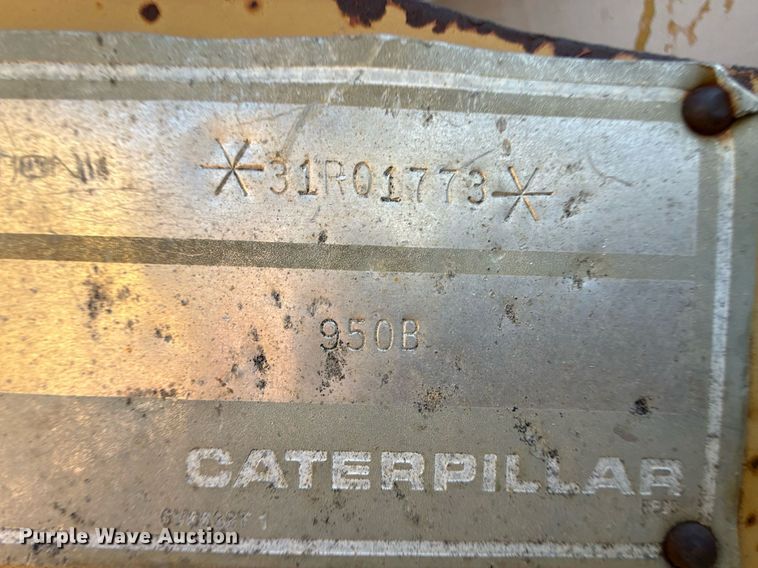 *31R01773*
950B
CATERPILLAR
Purple Wave Auction